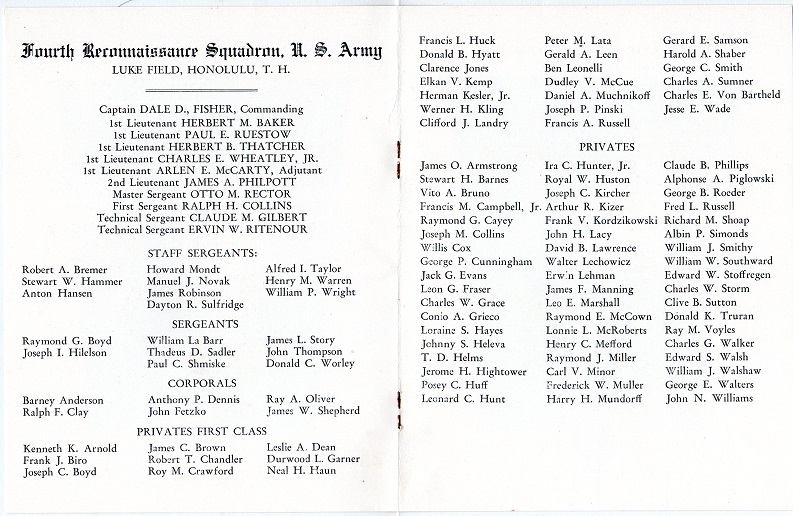 Fourth Reconnaissance Squadron, U. S. Army
LUKE FIELD, HONOLULU, T. H.
Captain DALE D., FISHER, Commanding
1st Lieutenant HERBERT M. BAKER
1st Lieutenant PAUL E. RUESTOW
1st Lieutenant HERBERT B. THATCHER
1st Lieutenant CHARLES E. WHEATLEY, JR.
1st Lieutenant ARLEN E. McCARTY, Adjutant
2nd Lieutenant JAMES A. PHILPOTT
Master Sergeant OTTO M. RECTOR
First Sergeant RALPH H. COLLINS
Technical Sergeant CLAUDE M. GILBERT
Technical Sergeant ERVIN W. RITENOUR
STAFF SERGEANTS:
Robert A. Bremer Howard Mondt Alfred I. Taylor
Stewart W. Hammer Manuel J. Novak Henry M. Warren
Anton Hansen James Robinson William P. Wright
Dayton R. Sulfridge
SERGEANTS
Raymond G. Boyd William La Barr James L. Story
Joseph I. Hilelson Thadeus D. Sadler John Thompson
Paul C. Shmiske Donald C. Worley
CORPORALS
Barney Anderson Anthony P. Dennis Ray A. Oliver
Ralph F. Clay John Fetzko James W. Shepherd
PRIVATES FIRST CLASS
Kenneth K. Arnold James C. Brown Leslie A. Dean
Frank J. Biro Robert T. Chandler Durwood L. Garner
Joseph C. Boyd Roy M. Crawford Neal H. Haun
Francis L. Huck Peter M. Lata Gerard E. Samson
Donald B. Hyatt Gerald A. Leen Harold A. Shaber
Clarence Jones Ben Leonelli George C. Smith
Elkan V. Kemp Dudley V. McCue Charles A. Sumner
Herman Kesler, Jr. Daniel A. Muchnikoff Charles E. Von Bartheld
Werner H. Kling Joseph P. Pinski Jesse E. Wade
Clifford J. Landry Francis A. Russell
PRIVATES
James O. Armstrong Ira C. Hunter, Jr. Claude B. Phillips
Stewart H. Barnes Royal W. Huston Alphonse A. Piglowski
Vito A. Bruno Joseph C. Kircher George B. Roeder
Francis M. Campbell, Jr. Arthur R. Kizer Fred L. Russell
Raymond G. Cayey Frank V. Kordzikowski Richard M. Shoap
Joseph M. Collins John H. Lacy Albin P. Simonds
Willis Cox David B. Lawrence William J. Smithy
George P. Cunningham Walter Lechowicz William W. Southward
Jack G. Evans Erwin Lehman Edward W. Stoffregen
Leon G. Fraser James F. Manning Charles W. Storm
Charles W. Grace Leo E. Marshall Clive B. Sutton
Conio A. Grieco Raymond E. McCown Donald K. Truran
Loraine S. Hayes Lonnie L. McRoberts Ray M. Voyles
Johnny S. Heleva Henry C. Mefford Charles G. Walker
T. D. Helms Raymond J. Miller Edward S. Walsh
Jerome H. Hightower Carl V. Minor William J. Walshaw
Posey C. Huff Frederick W. Muller George E. Walters
Leonard C. Hunt Harry H. Mundorff John N. Williams